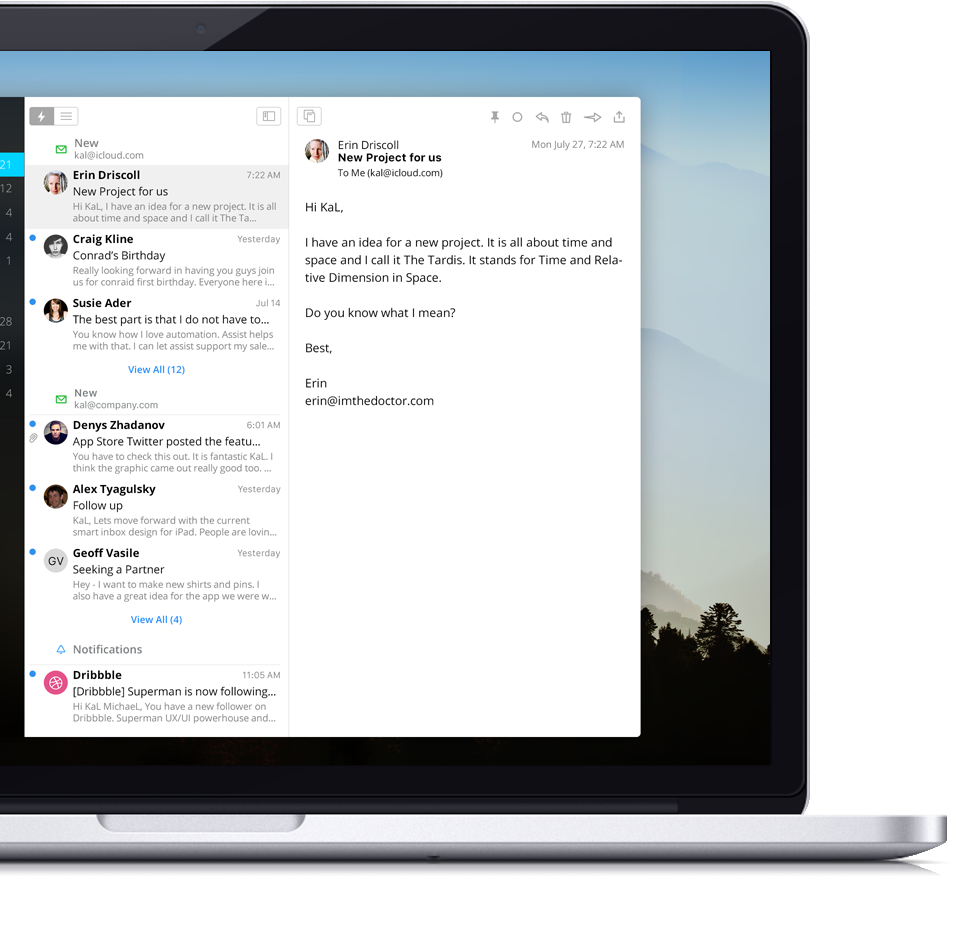 21
12
4
4
1
28
21
3
4
New
kal@icloud.com
Erin Driscoll 7:22 AM
New Project for us
Hi KaL, I have an idea for a new project. It is all
about time and space and I call it The Ta...
Craig Kline Yesterday
Conrad's Birthday
Really looking forward in having you guys join
us for conraid first birthday. Everyone here i...
Susie Ader Jul 14
The best part is that I do not have to...
You know how I love automation. Assist helps
me with that. I can let assist support my sale...
View All (12)
New
kal@company.com
Denys Zhadanov 6:01 AM
App Store Twitter posted the featu...
You have to check this out. It is fantastic KaL. I
think the graphic came out really good too. ...
Alex Tyagulsky Yesterday
Follow up
KaL, Lets move forward with the current
smart inbox design for iPad. People are lovin...
GV
Geoff Vasile Yesterday
Seeking a Partner
Hey - I want to make new shirts and pins. I
also have a great idea for the app we were w...
View All (4)
Notifications
Dribbble 11:05 AM
[Dribbble] Superman is now following...
Hi KaL MichaeL, You have a new follower on
Dribbble. Superman UX/UI powerhouse and...
Erin Driscoll Mon July 27, 7:22 AM
New Project for us
To Me (kal@icloud.com)
Hi KaL,
I have an idea for a new project. It is all about time and
space and I call it The Tardis. It stands for Time and Rela-
tive Dimension in Space.
Do you know what I mean?
Best,
Erin
erin@imthedoctor.com